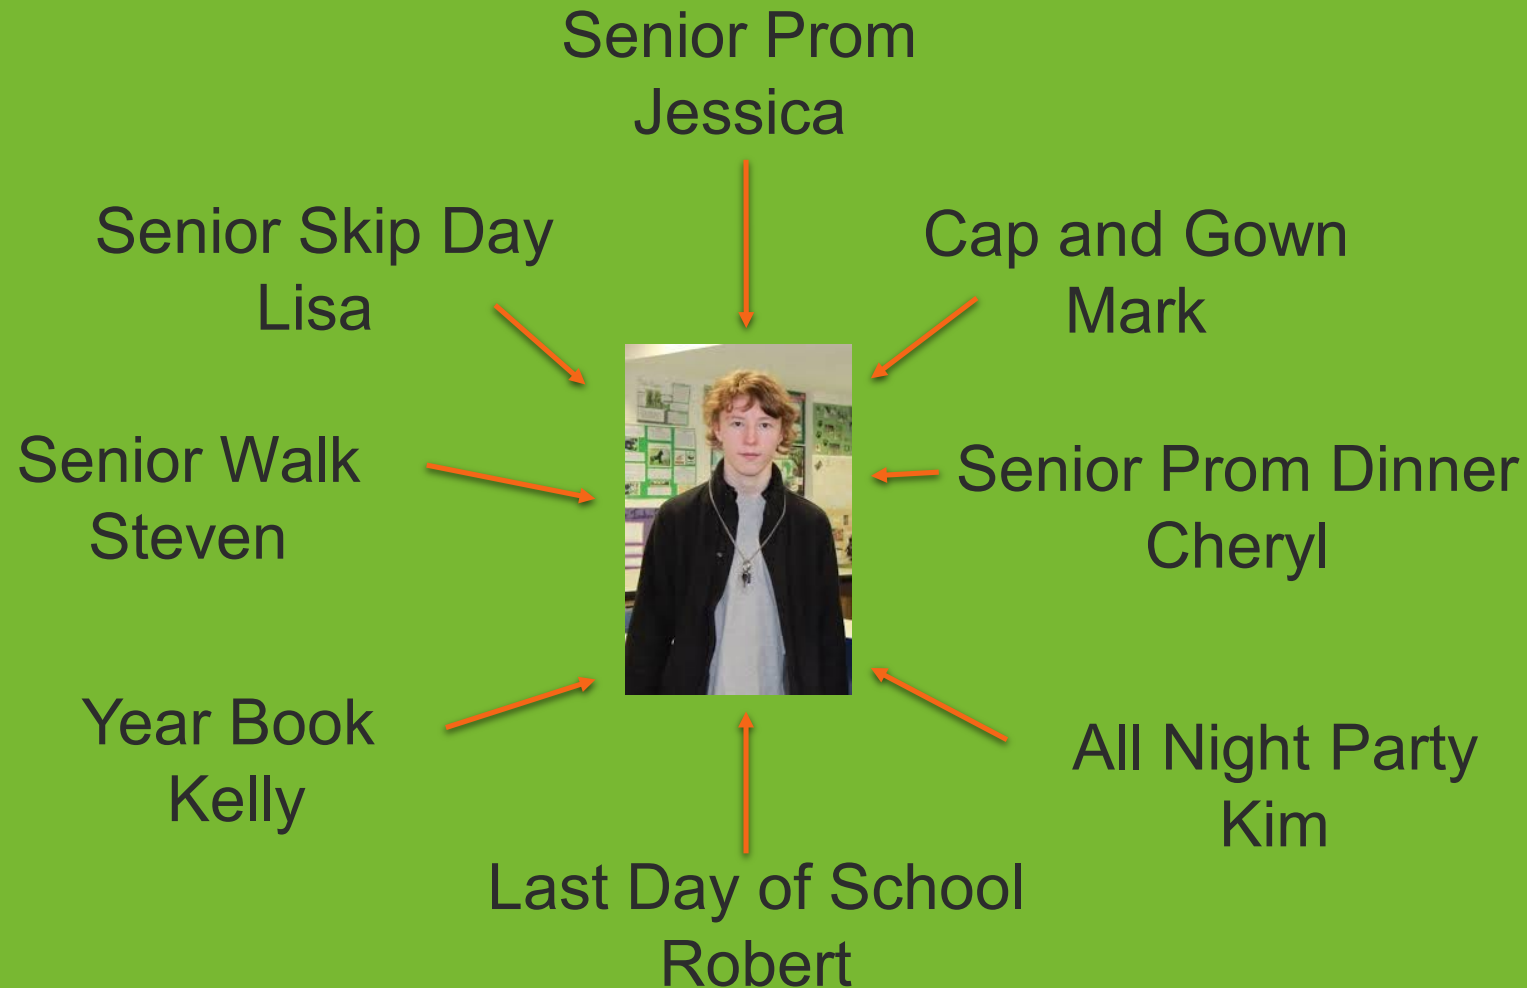 Senior Prom
Jessica
Senior Skip Day
Lisa
Cap and Gown
Mark
Senior Walk
Steven
Senior Prom Dinner
Cheryl
Year Book
Kelly
All Night Party
Kim
Last Day of School
Robert